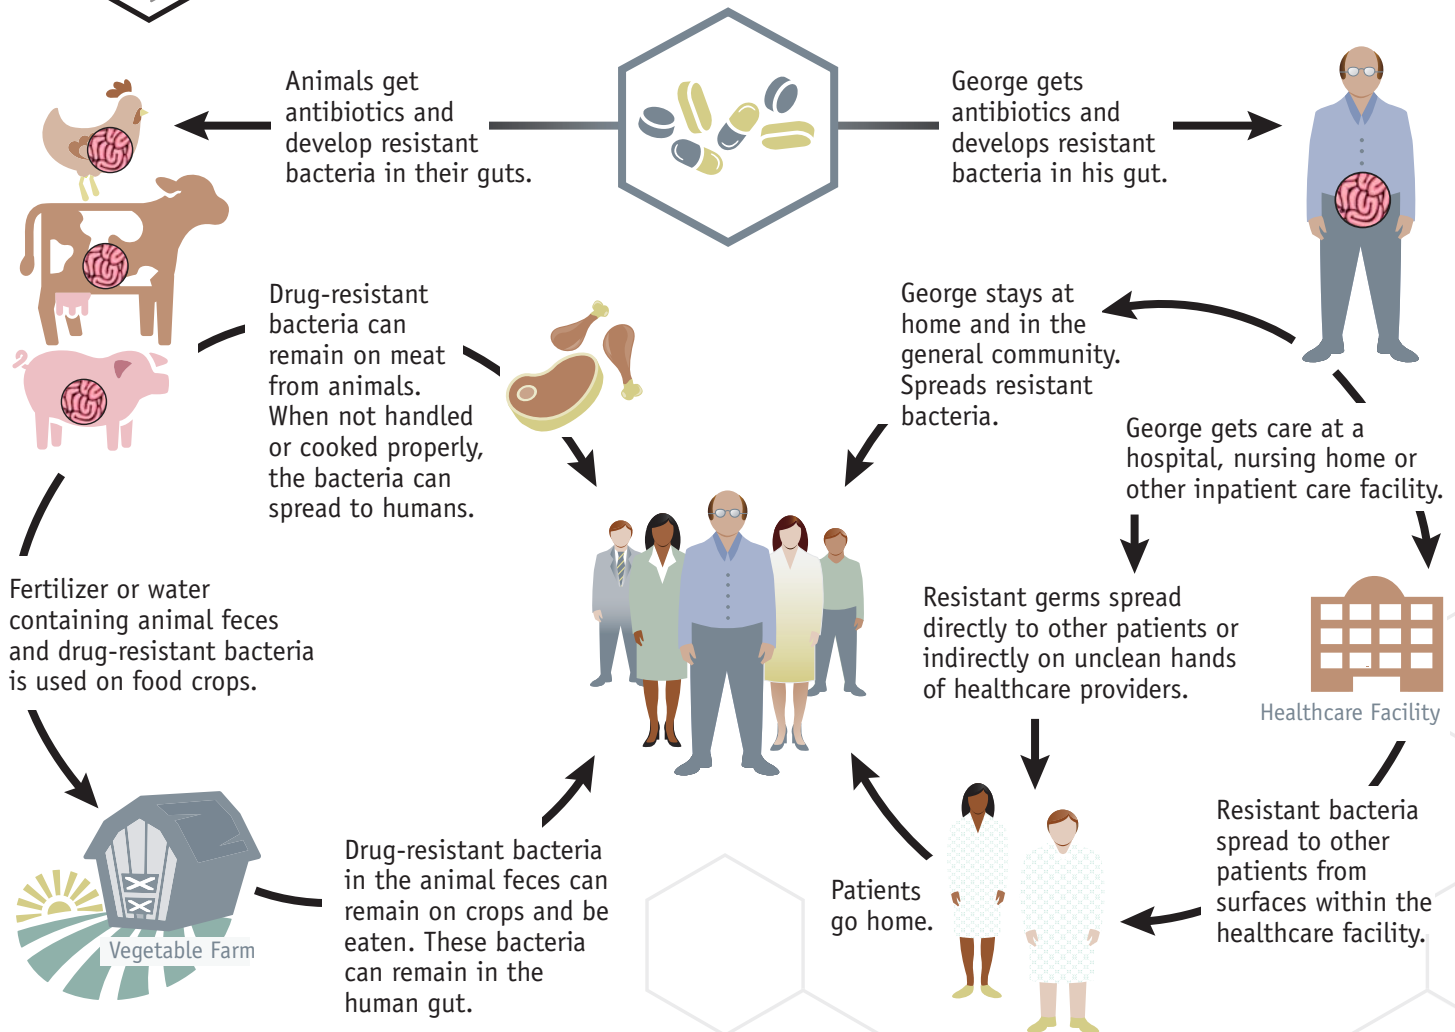 Animals get
antibiotics and
develop resistant
bacteria in their guts.
George gets
antibiotics and
develops resistant
bacteria in his gut.
Drug-resistant
bacteria can
remain on meat
from animals.
When not handled
or cooked properly,
the bacteria can
spread to humans.
George stays at
home and in the
general community.
Spreads resistant
bacteria.
George gets care at a
hospital, nursing home or
other inpatient care facility.
Fertilizer or water
containing animal feces
and drug-resistant bacteria
is used on food crops.
Resistant germs spread
directly to other patients or
indirectly on unclean hands
of healthcare providers.
Healthcare Facility
Vegetable Farm
Drug-resistant bacteria
in the animal feces can
remain on crops and be
eaten. These bacteria
can remain in the
human gut.
Patients
go home.
Resistant bacteria
spread to other
patients from
surfaces within the
healthcare facility.